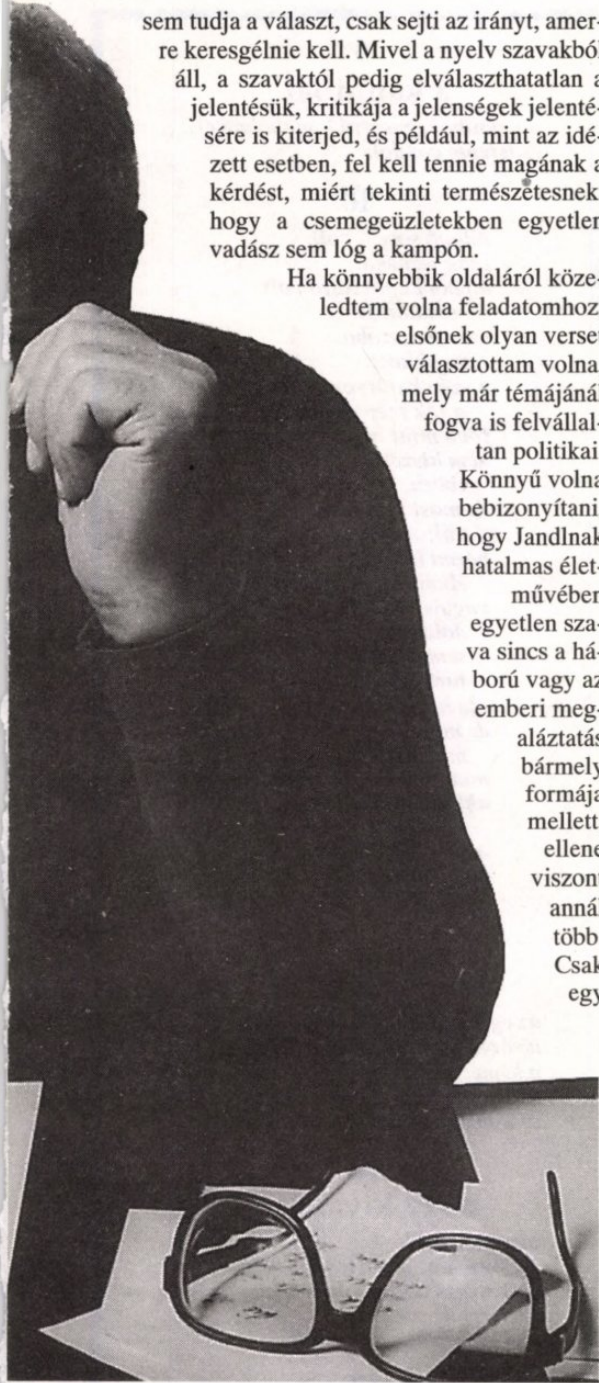 sem tudja a választ, csak sejti az irányt, amer-
re keresgélnie kell. Mivel a nyelv szavakból
áll, a szavaktól pedig elválaszthatatlan a
jelentésük, kritikája a jelenségek jelenté-
sére is kiterjed, és például, mint az idé-
zett esetben, fel kell tennie magának a
kérdést, miért tekinti természetesnek
hogy a csemegeüzletekben egyetlen
vadász sem lóg a kampón.
Ha könnyebbik oldaláról köze-
ledtem volna feladatomhoz
elsőnek olyan verset
választottam volna
mely már témájánál
fogva is felvállal-
tan politikai
Könnyű volna
bebizonyítani
hogy Jandlnak
hatalmas élet-
művében
egyetlen sza-
va sincs a há-
ború vagy az
emberi meg-
aláztatás
bármely
formája
mellett
ellene
viszont
annál
több
Csak
egy